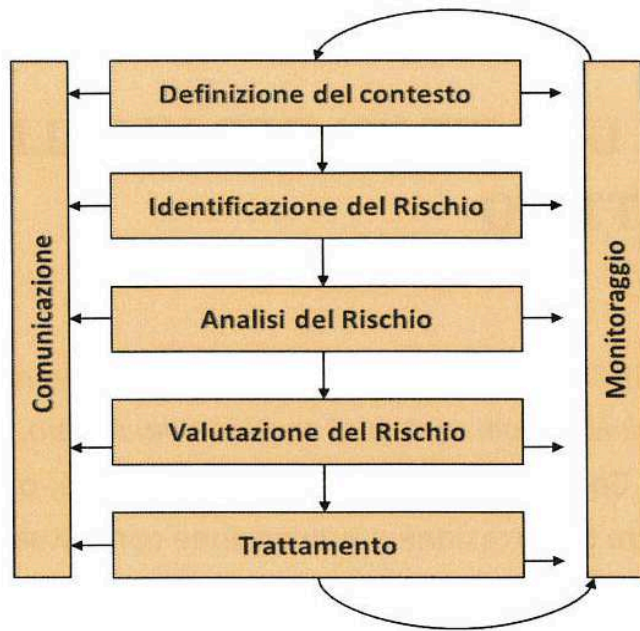 Definizione del contesto
Identificazione del Rischio
Analisi del Rischio
Valutazione del Rischio
Trattamento
Comunicazione
Monitoraggio